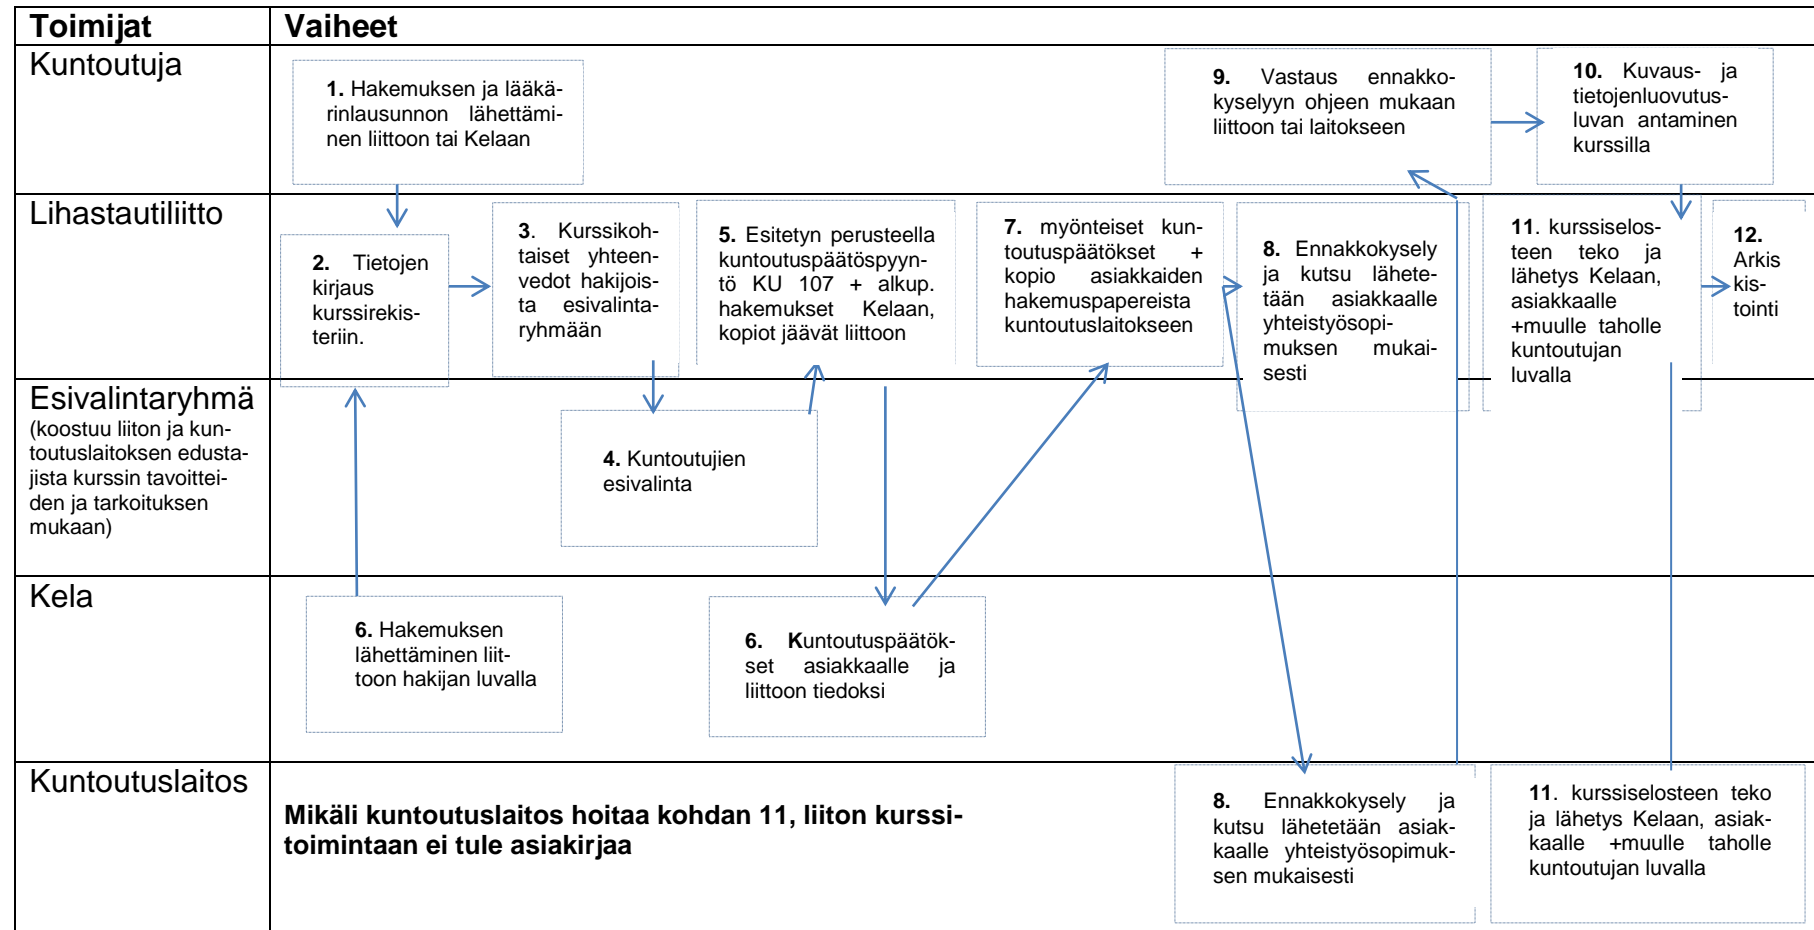 Toimijat
Vaiheet
Kuntoutuja
1. Hakemuksen ja lääkä-
rinlausunnon lähettämi-
nen liittoon tai Kelaan
9. Vastaus ennakko-
kyselyyn ohjeen mukaan
liittoon tai laitokseen
10. Kuvaus- ja
tietojenluovutus-
luvan antaminen
kurssilla
Lihastautiliitto
2. Tietojen
kirjaus
kurssirekis-
teriin.
3. Kurssikoh-
taiset yhteen-
vedot hakijois-
ta esivalinta-
ryhmään
5. Esitetyn perusteella
kuntoutuspäätöspyyn-
tö KU 107 + alkup.
hakemukset Kelaan,
kopiot jäävät liittoon
7. myönteiset kun-
toutuspäätökset +
kopio asiakkaiden
hakemuspapereista
kuntoutuslaitokseen
8. Ennakkokysely
ja kutsu lähete-
tään asiakkaalle
yhteistyösopi-
muksen mukai-
sesti
11. kurssiselos-
teen teko ja
lähetys Kelaan,
asiakkaalle
+muulle taholle
kuntoutujan
luvalla
12.
Arkis
kis-
tointi
Esivalintaryhmä
(koostuu liiton ja kun-
toutuslaitoksen edusta-
jista kurssin tavoittei-
den ja tarkoituksen
mukaan)
4. Kuntoutujien
esivalinta
Kela
6. Hakemuksen
lähettäminen liit-
toon hakijan luvalla
6. Kuntoutuspäätök-
set asiakkaalle ja
liittoon tiedoksi
Kuntoutuslaitos
Mikäli kuntoutuslaitos hoitaa kohdan 11, liiton kurssi-
toimintaan ei tule asiakirjaa
8. Ennakkokysely ja
kutsu lähetetään asiak-
kaalle yhteistyösopimuk-
sen mukaisesti
11. kurssiselosteen teko
ja lähetys Kelaan, asiak-
kaalle +muulle taholle
kuntoutujan luvalla